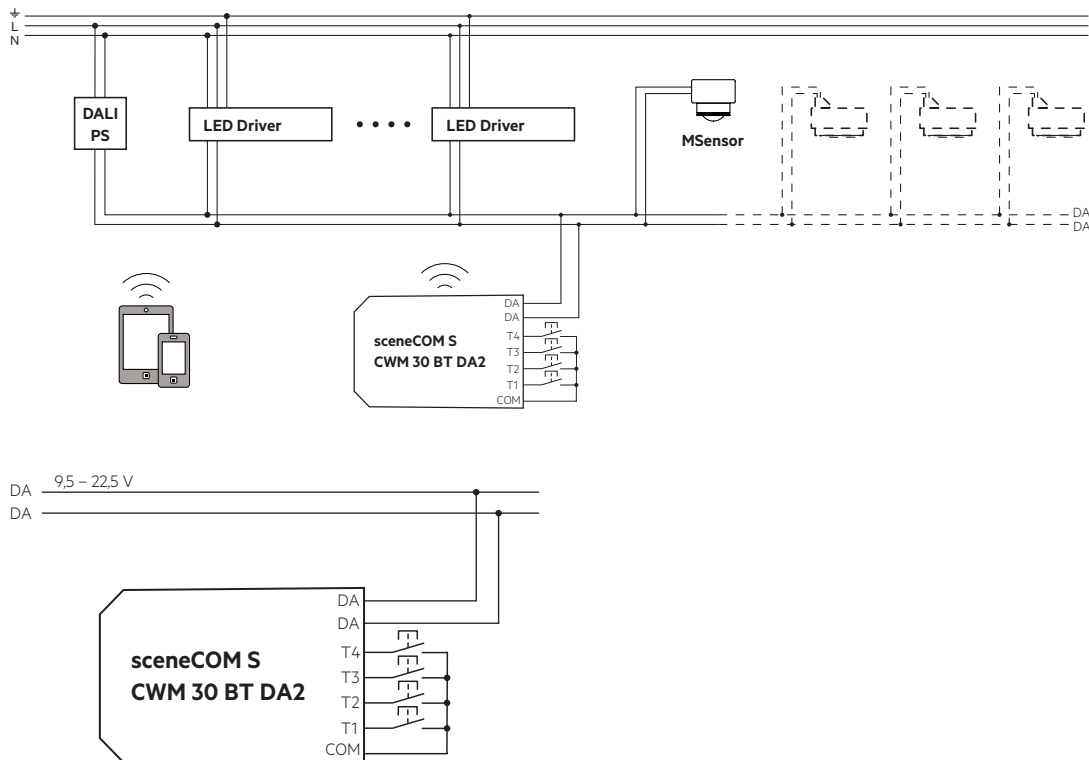 L
N
DALI
PS
LED Driver
LED Driver
MSensor
DA
DA
DA
DA
sceneCOM S
CWM 30 BT DA2
T4
T3
T2
T1
COM
DA 9,5 – 22,5 V
DA
DA
DA
sceneCOM S
CWM 30 BT DA2
T4
T3
T2
T1
COM